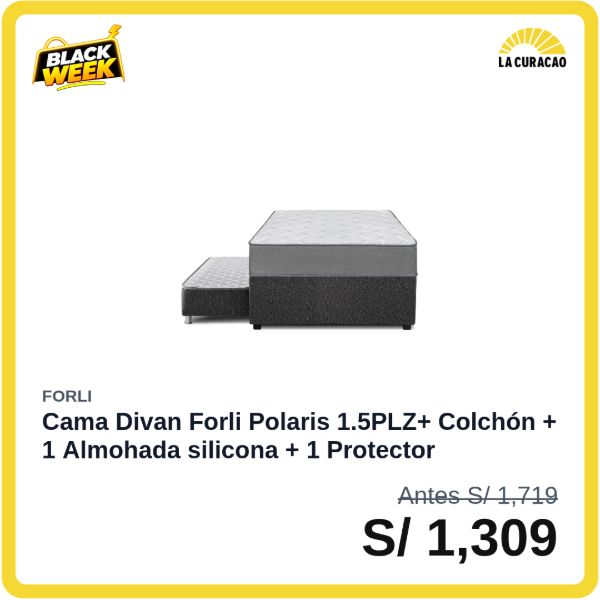 BLACK
WEEK
LA CURACAO
FORLI
Cama Divan Forli Polaris 1.5PLZ+ Colchón +
1 Almohada silicona + 1 Protector
Antes S/ 1,719
S/ 1,309